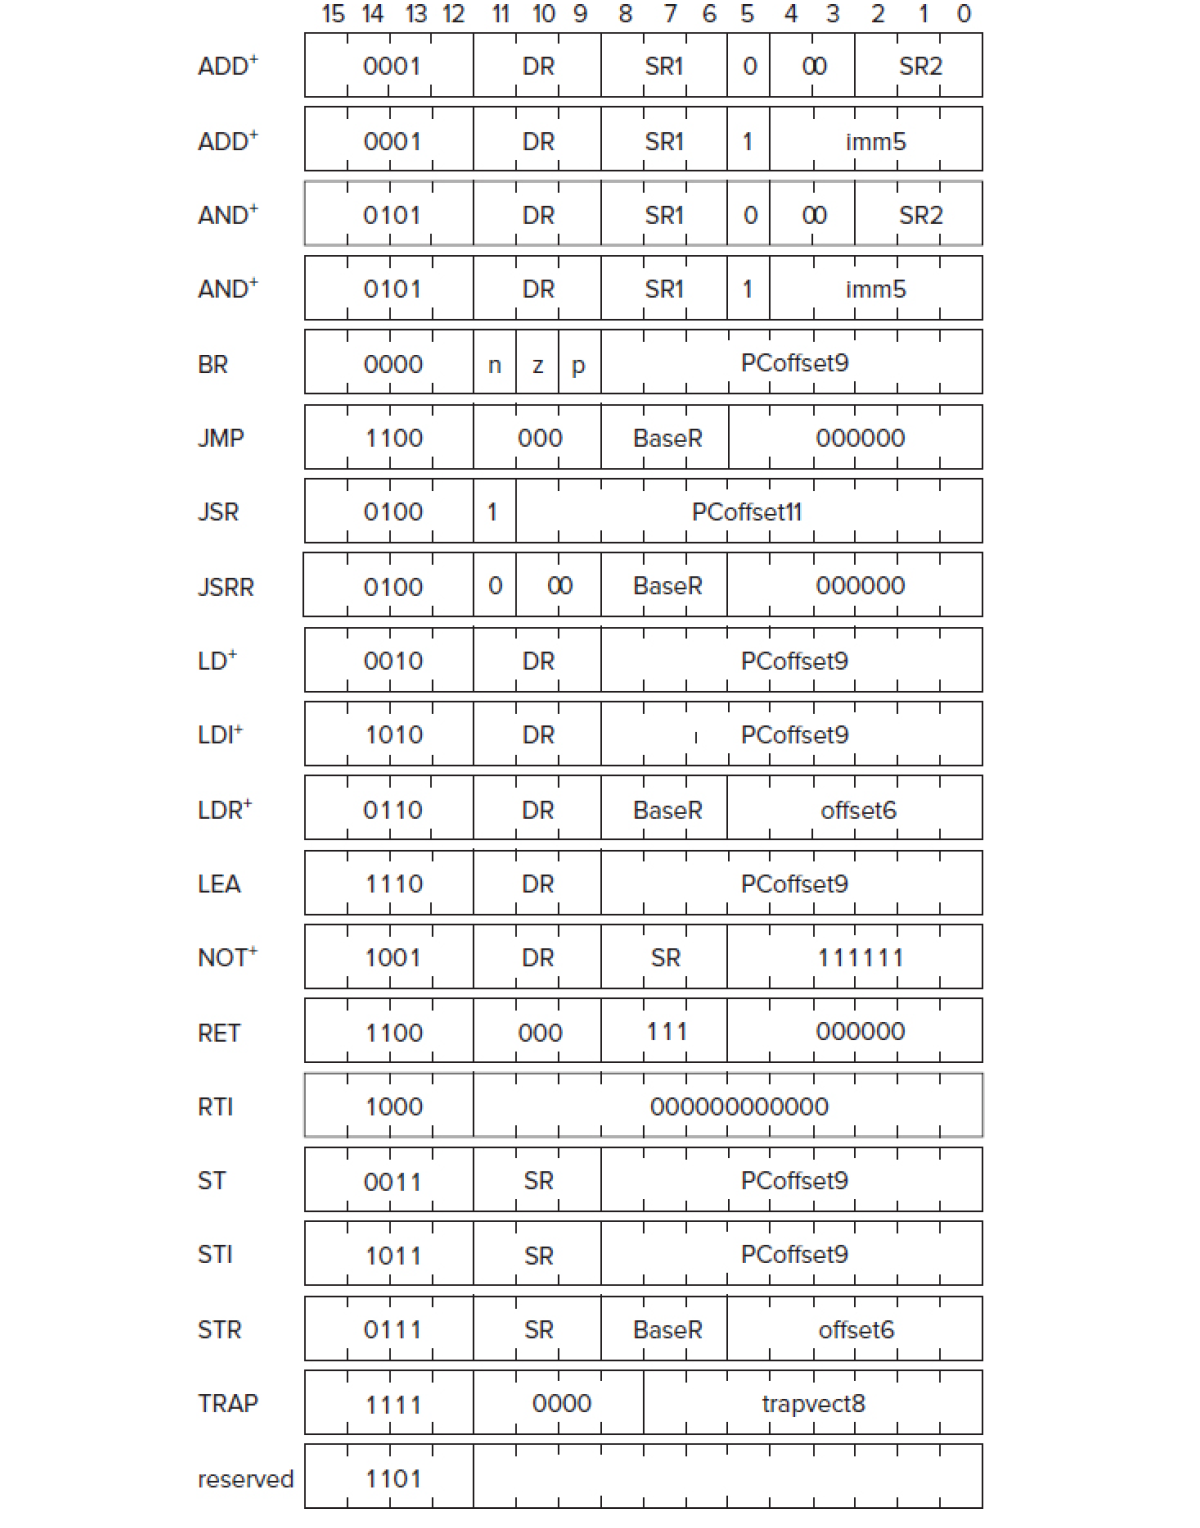 15 14 13 12 11 10 9 8 7 6 5 4 3 2 1 0
ADD+ 0001 DR SR1 0 00 SR2
ADD+ 0001 DR SR1 1 imm5
AND+ 0101 DR SR1 0 00 SR2
AND+ 0101 DR SR1 1 imm5
BR 0000 n z p PCoffset9
JMP 1100 000 BaseR 000000
JSR 0100 1 PCoffset11
JSRR 0100 0 00 BaseR 000000
LD+ 0010 DR PCoffset9
LDI+ 1010 DR PCoffset9
LDR+ 0110 DR BaseR offset6
LEA 1110 DR PCoffset9
NOT+ 1001 DR SR 111111
RET 1100 000 111 000000
RTI 1000 000000000000
ST 0011 SR PCoffset9
STI 1011 SR PCoffset9
STR 0111 SR BaseR offset6
TRAP 1111 0000 trapvect8
reserved 1101